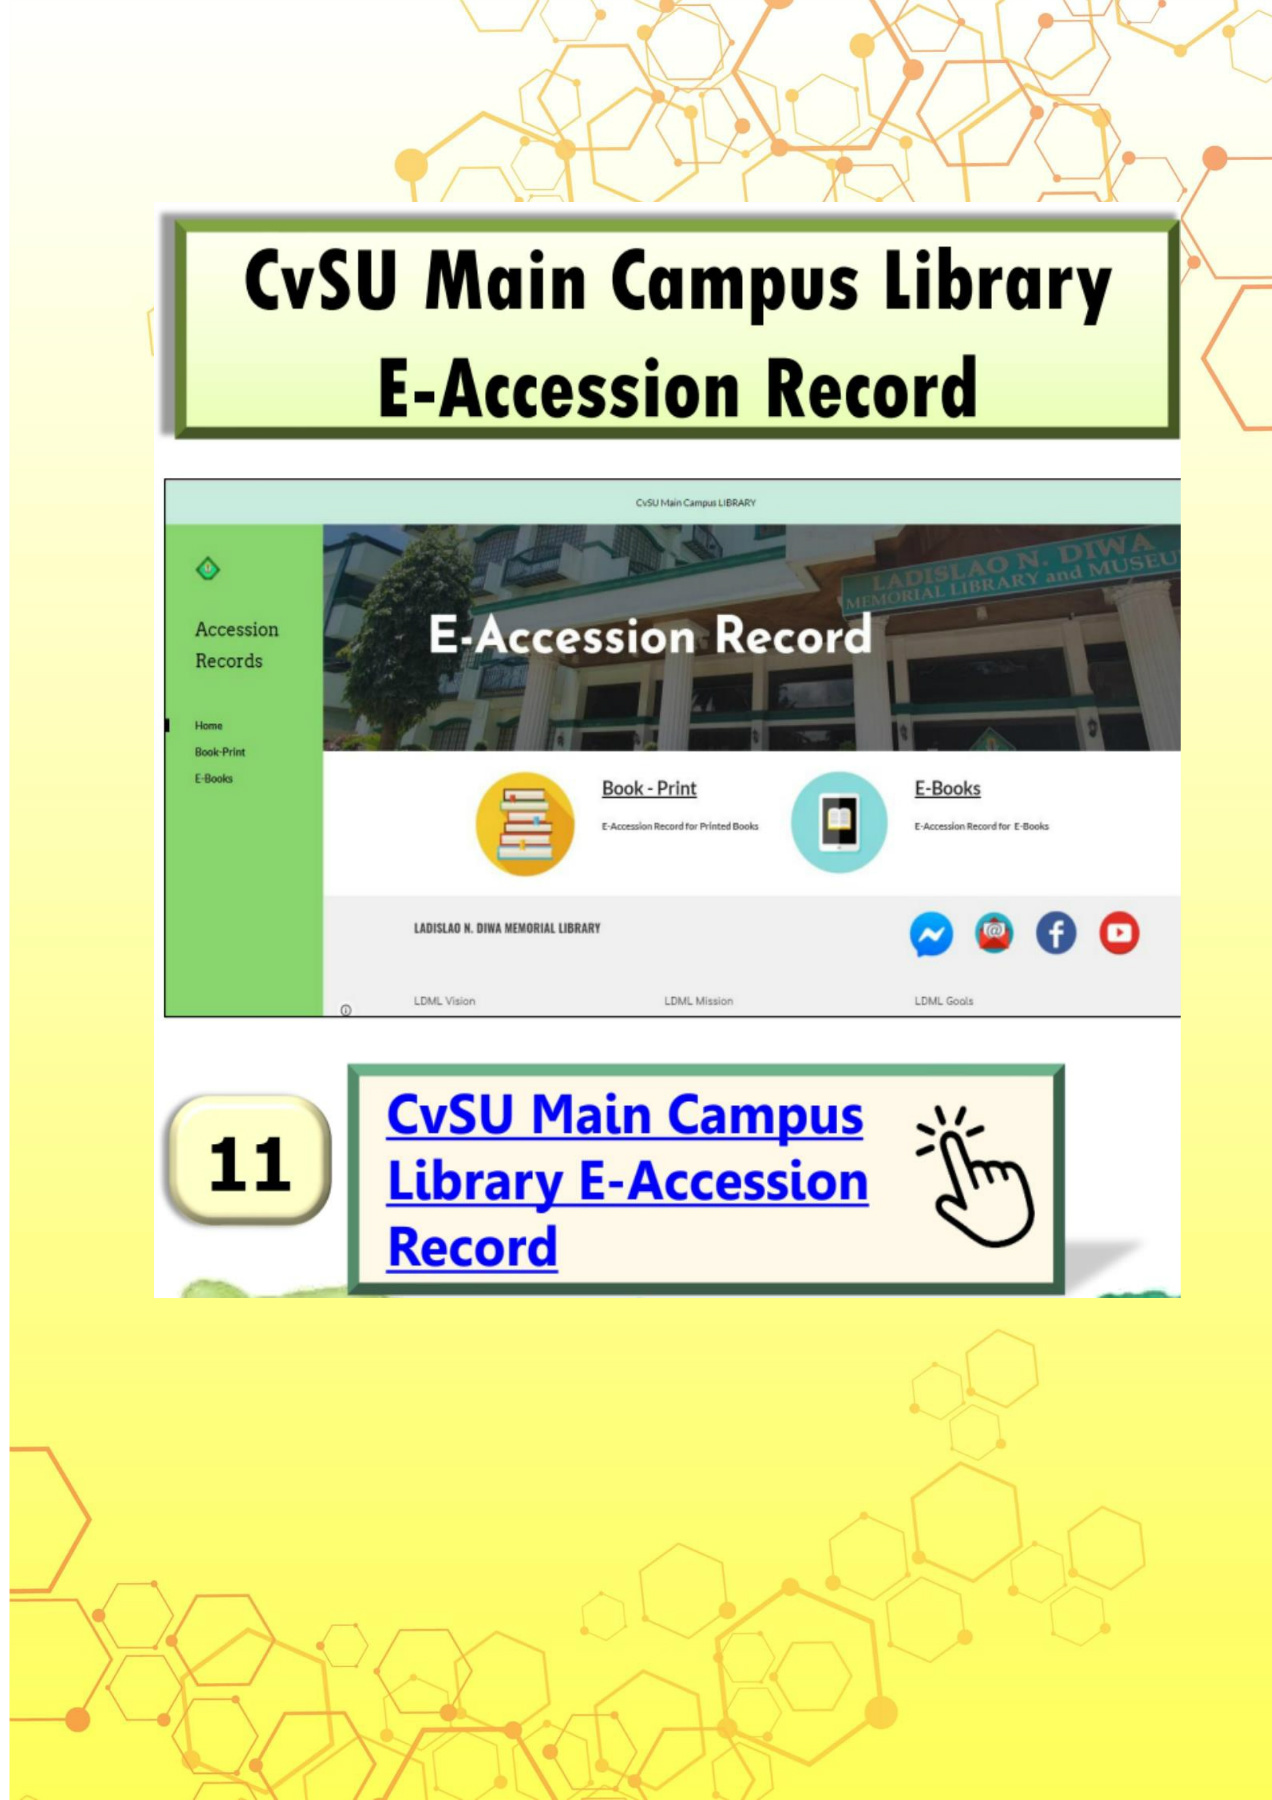 CvSU Main Campus Library
E-Accession Record
CvSU Main Campus LIBRARY
LADISLAO N. DIWA
MEMORIAL LIBRARY and MUSEU
E-Accession Record
Accession
Records
Home
Book-Print
E-Books
Book - Print
E-Accession Record for Printed Books
E-Books
E-Accession Record for E-Books
LADISLAO N. DIWA MEMORIAL LIBRARY
LDML Vision
LDML Mission
LDML Goals
11
CvSU Main Campus
Library E-Accession
Record